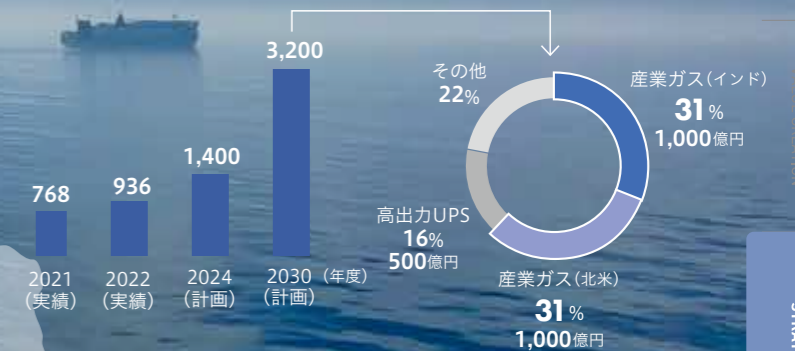 3,200
1,400
936
768
2021
(実績)
2022
(実績)
2024
(計画)
2030
(計画)
(年度)
産業ガス(インド)
31%
1,000億円
産業ガス(北米)
31%
1,000億円
高出力UPS
16%
500億円
その他
22%